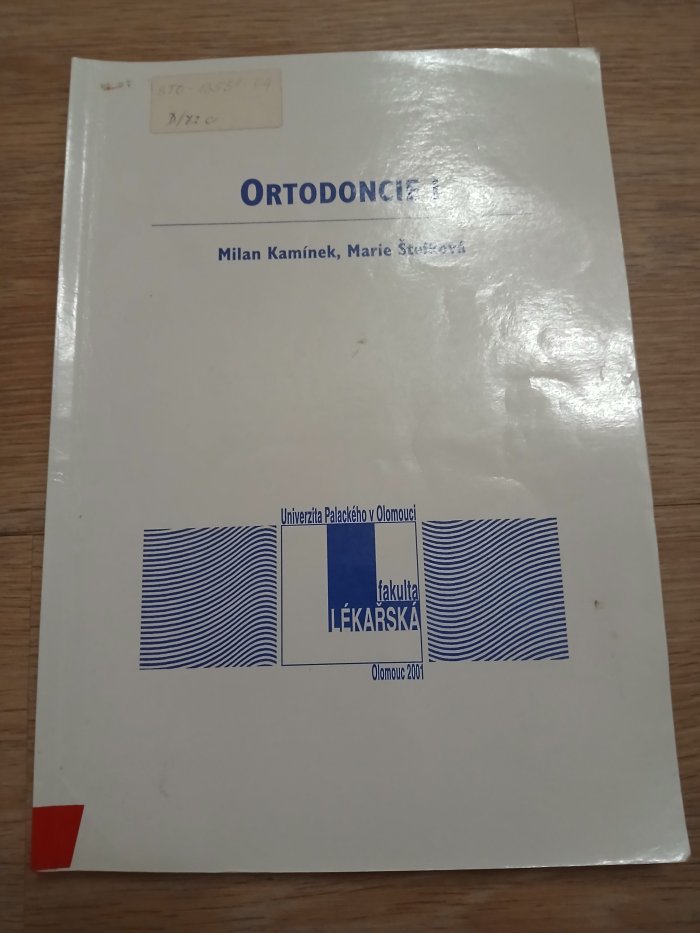 ORTODONCIE I
Milan Kamínek, Marie Štefková
Univerzita Palackého v Olomouci
fakulta
LÉKAŘSKÁ
Olomouc 2001